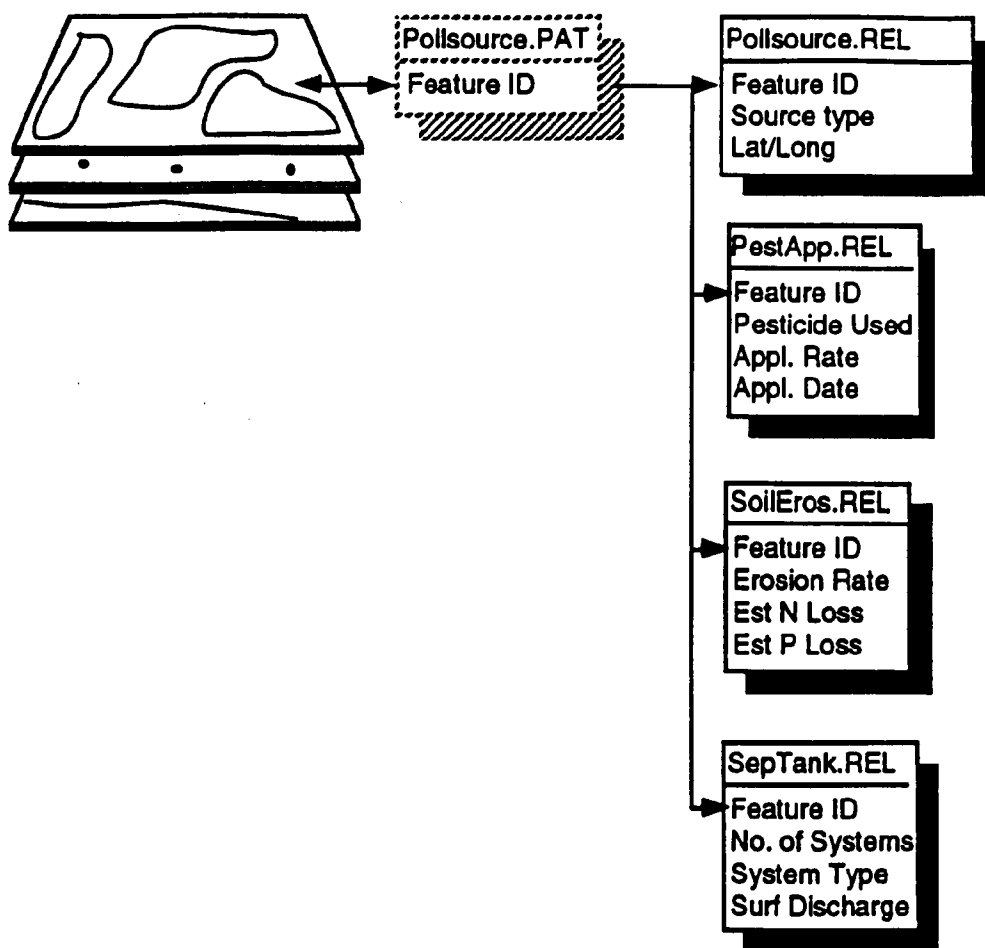 Pollsource.PAT
Feature ID
Pollsource.REL
Feature ID
Source type
Lat/Long
PestApp.REL
Feature ID
Pesticide Used
Appl. Rate
Appl. Date
SoilEros.REL
Feature ID
Erosion Rate
Est N Loss
Est P Loss
SepTank.REL
Feature ID
No. of Systems
System Type
Surf Discharge